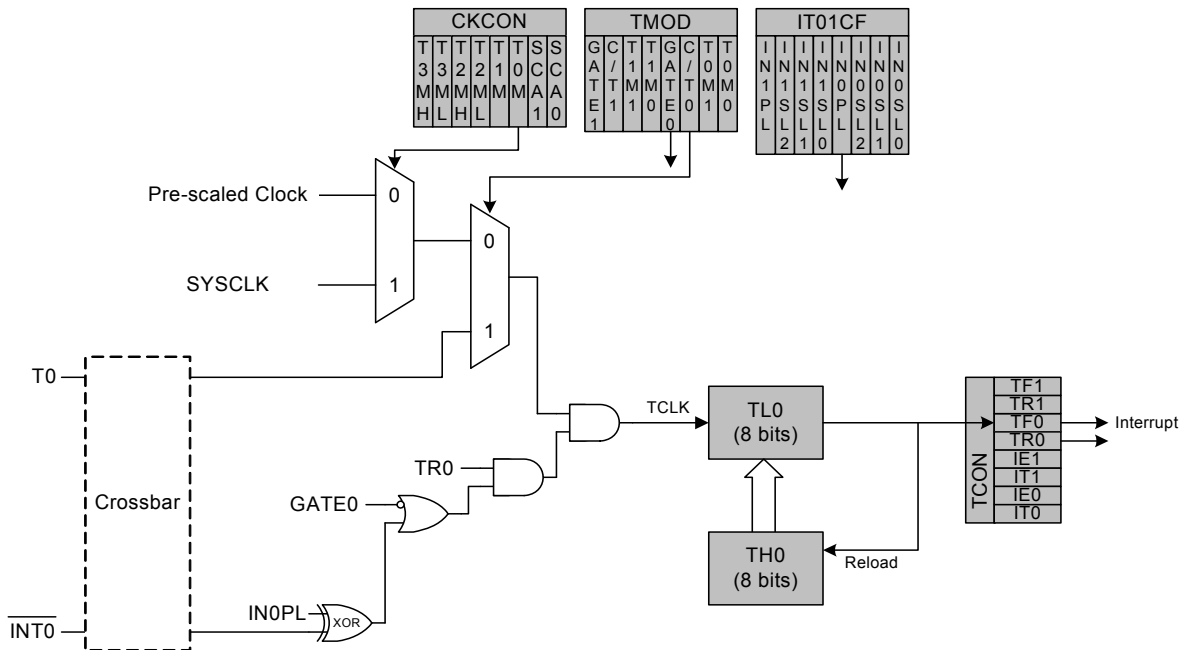 CKCON
T3MH T3ML T2MH T2ML T1M T0M SCA1 SCA0
TMOD
GATE1 C/T1 T1M1 T1M0 GATE0 C/T0 T0M1 T0M0
IT01CF
IN1PL IN1SL2 IN1SL1 IN1SL0 IN0PL IN0SL2 IN0SL1 IN0SL0
Pre-scaled Clock
0
SYSCLK
1
0
1
T0
Crossbar
INT0
GATE0
TR0
IN0PL
XOR
TCLK
TL0
(8 bits)
TH0
(8 bits)
Reload
TCON
TF1
TR1
TF0
TR0
IE1
IT1
IE0
IT0
Interrupt